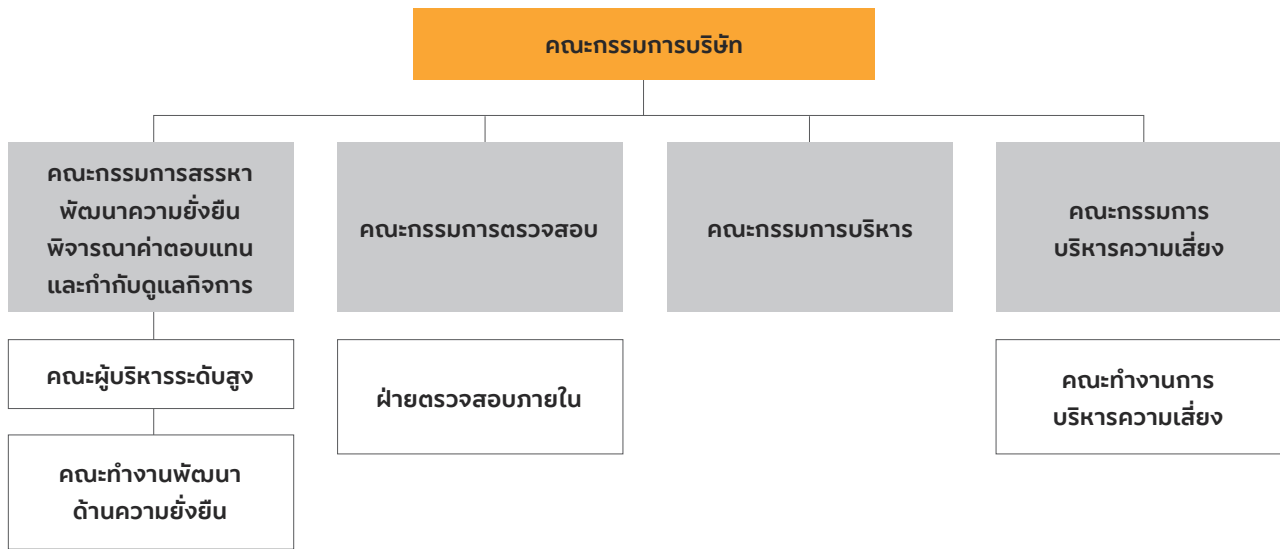 คณะกรรมการบริษัท
คณะกรรมการสรรหา
พัฒนาความยั่งยืน
พิจารณาค่าตอบแทน
และกำกับดูแลกิจการ
คณะกรรมการตรวจสอบ
คณะกรรมการบริหาร
คณะกรรมการ
บริหารความเสี่ยง
คณะผู้บริหารระดับสูง
ฝ่ายตรวจสอบภายใน
คณะทำงานการ
บริหารความเสี่ยง
คณะทำงานพัฒนา
ด้านความยั่งยืน